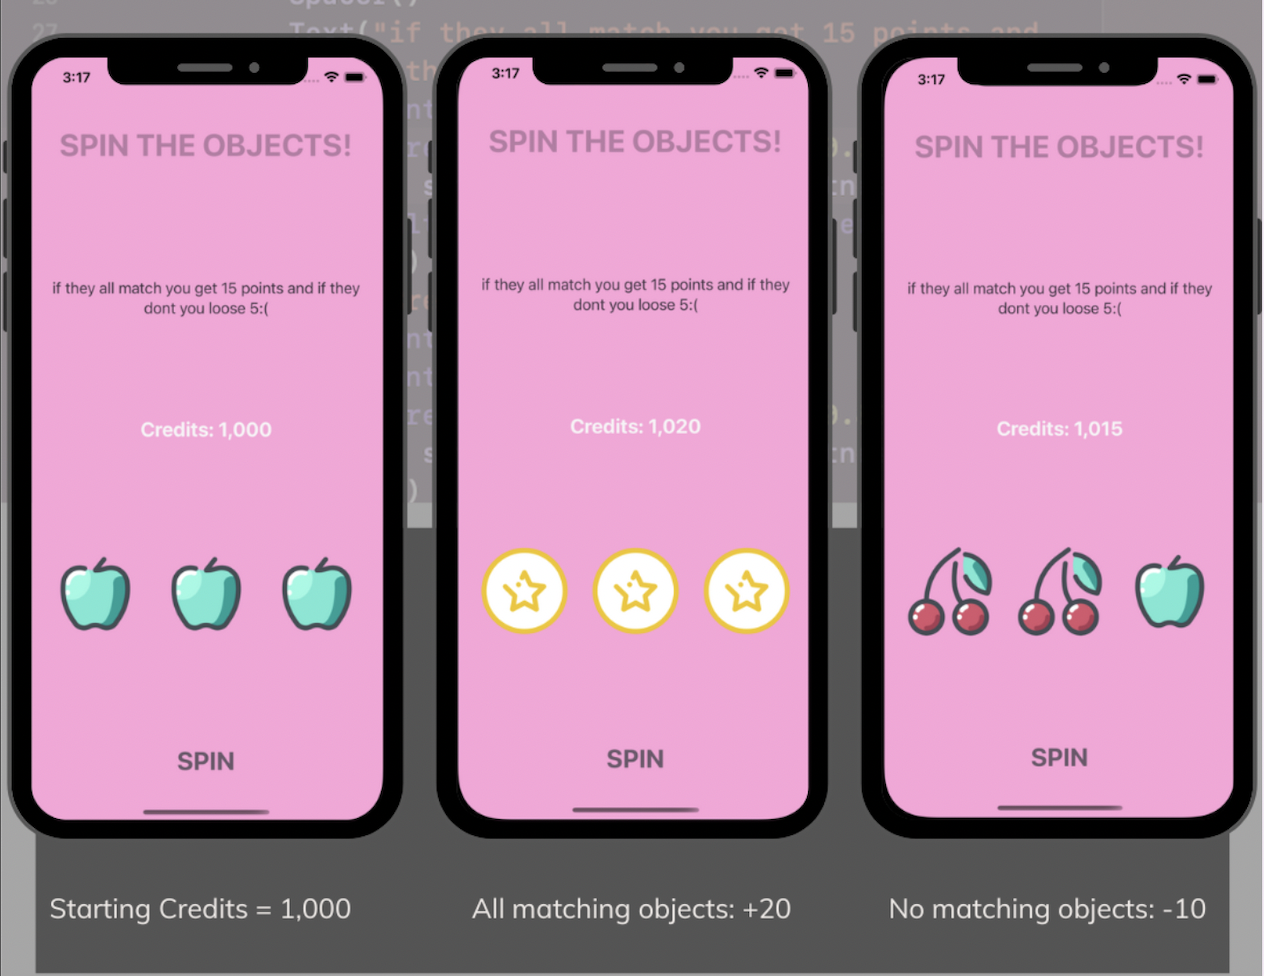 27
Text("if they all match you get 15 points and
3:17
SPIN THE OBJECTS!
if they all match you get 15 points and if they
dont you loose 5:(
Credits: 1,000
SPIN
Starting Credits = 1,000
3:17
SPIN THE OBJECTS!
if they all match you get 15 points and if they
dont you loose 5:(
Credits: 1,020
SPIN
All matching objects: +20
3:17
SPIN THE OBJECTS!
if they all match you get 15 points and if they
dont you loose 5:(
Credits: 1,015
SPIN
No matching objects: -10